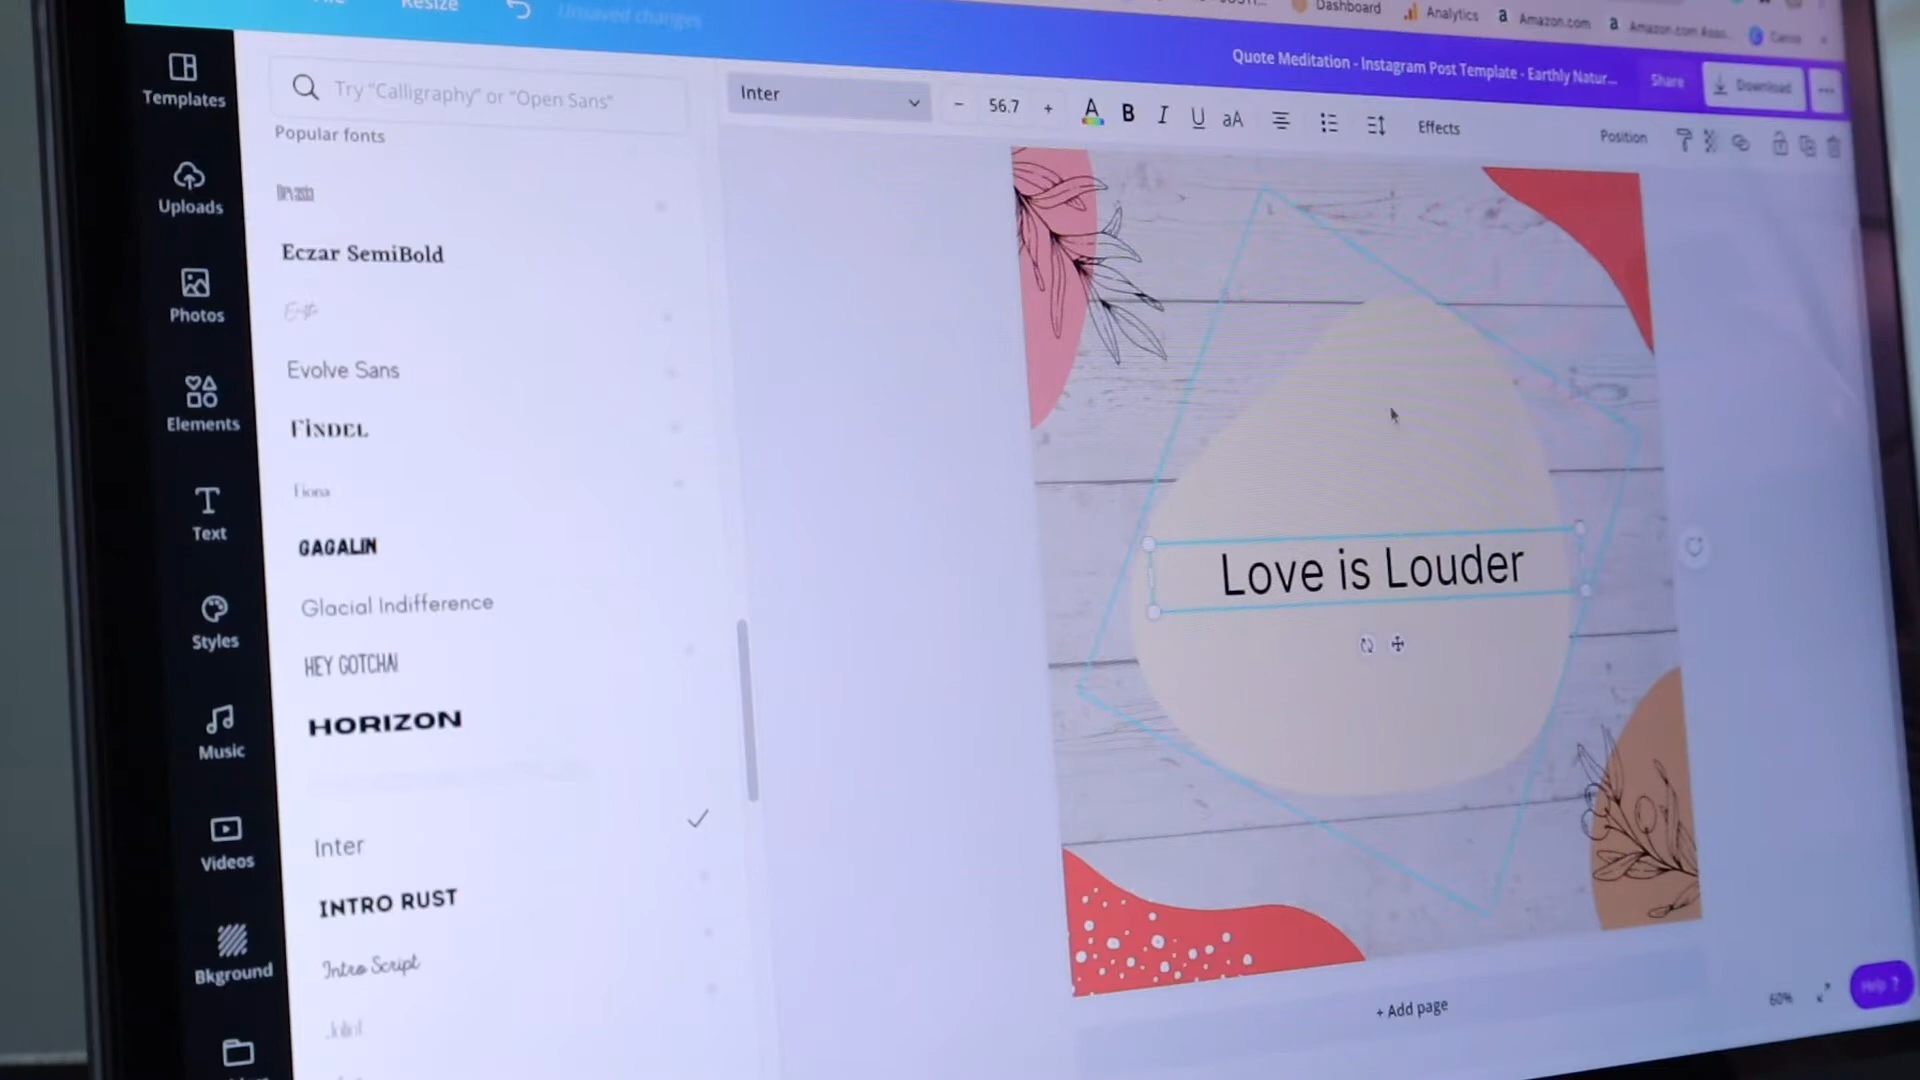 Resize
Unsaved changes
Dashboard
Analytics
Amazon.com
Amazon.com
Canva
Quote Meditation - Instagram Post Template - Earthly Natur...
Share
Download
Templates
Uploads
Photos
Elements
Text
Styles
Music
Videos
Bkground
Try "Calligraphy" or "Open Sans"
Popular fonts
Eczar SemiBold
Evolve Sans
FINDEL
Fiona
GAGALIN
Glacial Indifference
HEY GOTCHA!
HORIZON
Inter
INTRO RUST
Intro Script
Inter
− 56.7 +
A B I U aA
Effects
Position
Love is Louder
+ Add page
60%
Help ?